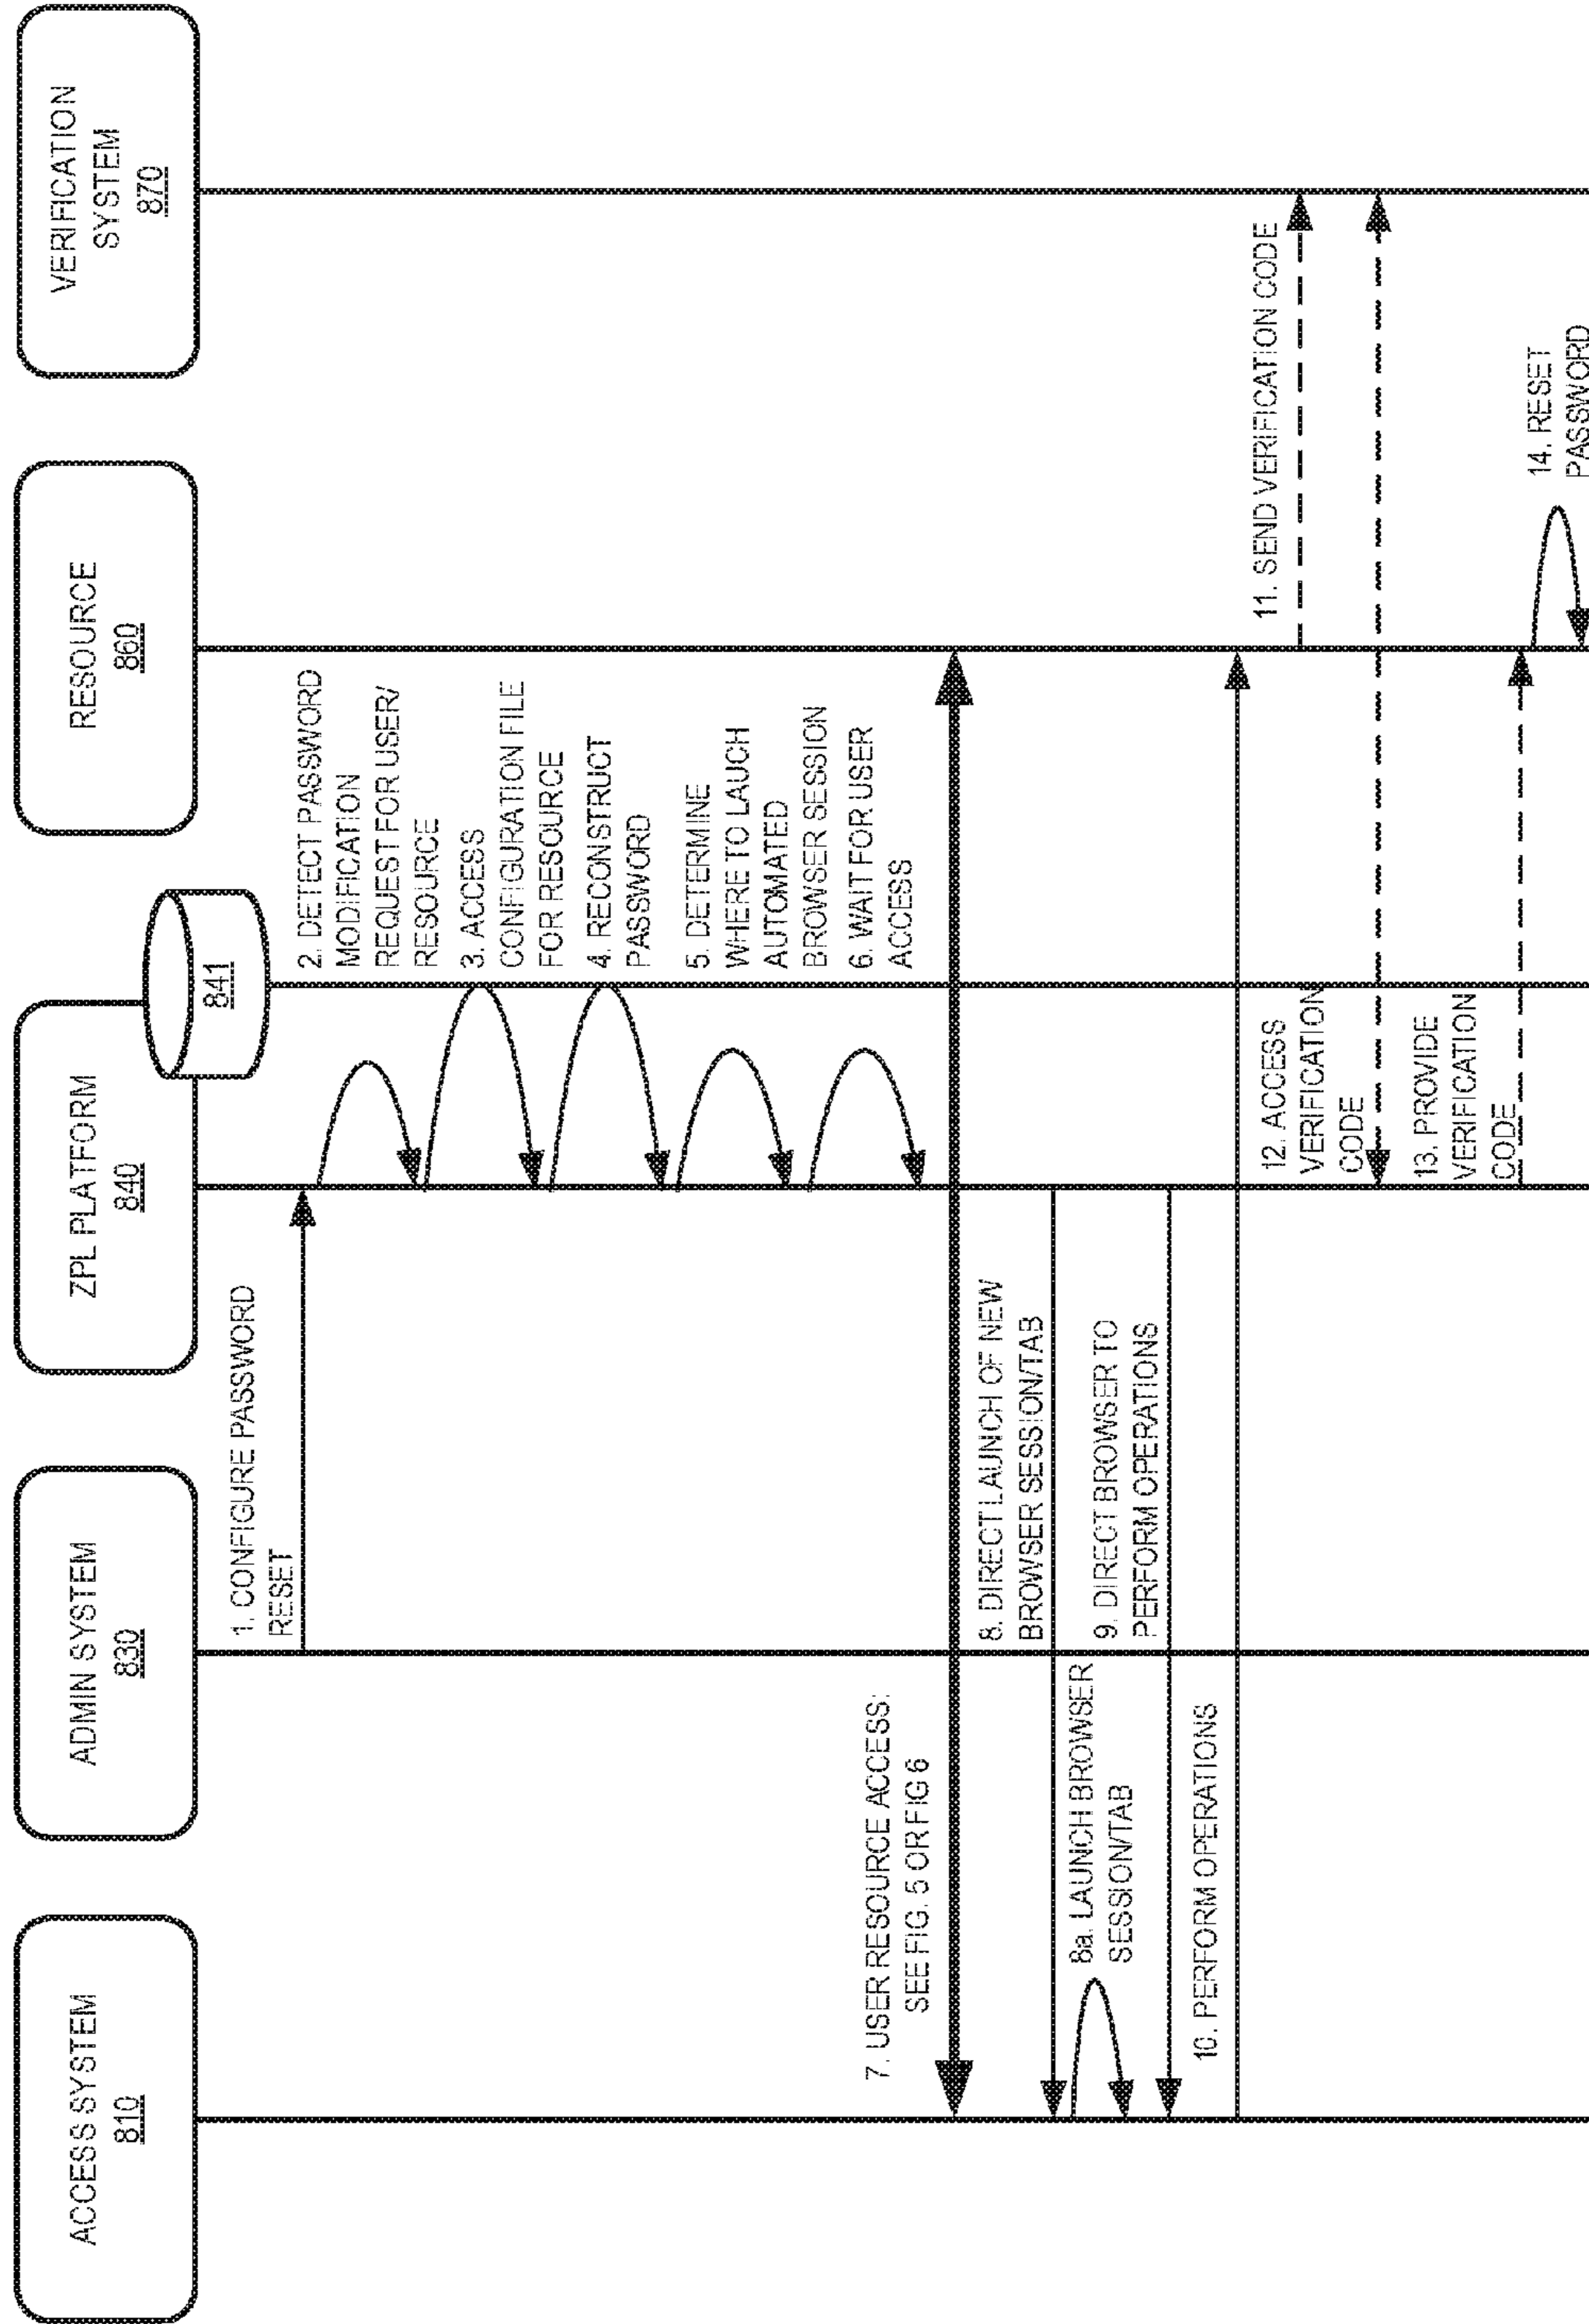 ACCESS SYSTEM
810
ADMIN SYSTEM
830
ZPL PLATFORM
840
841
RESOURCE
860
VERIFICATION
SYSTEM
870
1. CONFIGURE PASSWORD
RESET
2. DETECT PASSWORD
MODIFICATION
REQUEST FOR USER/
RESOURCE
3. ACCESS
CONFIGURATION FILE
FOR RESOURCE
4. RECONSTRUCT
PASSWORD
5. DETERMINE
WHERE TO LAUCH
AUTOMATED
BROWSER SESSION
6. WAIT FOR USER
ACCESS
7. USER RESOURCE ACCESS:
SEE FIG. 5 OR FIG 6
8. DIRECT LAUNCH OF NEW
BROWSER SESSION/TAB
8a. LAUNCH BROWSER
SESSION/TAB
9. DIRECT BROWSER TO
PERFORM OPERATIONS
10. PERFORM OPERATIONS
11. SEND VERIFICATION CODE
12. ACCESS
VERIFICATION
CODE
13. PROVIDE
VERIFICATION
CODE
14. RESET
PASSWORD